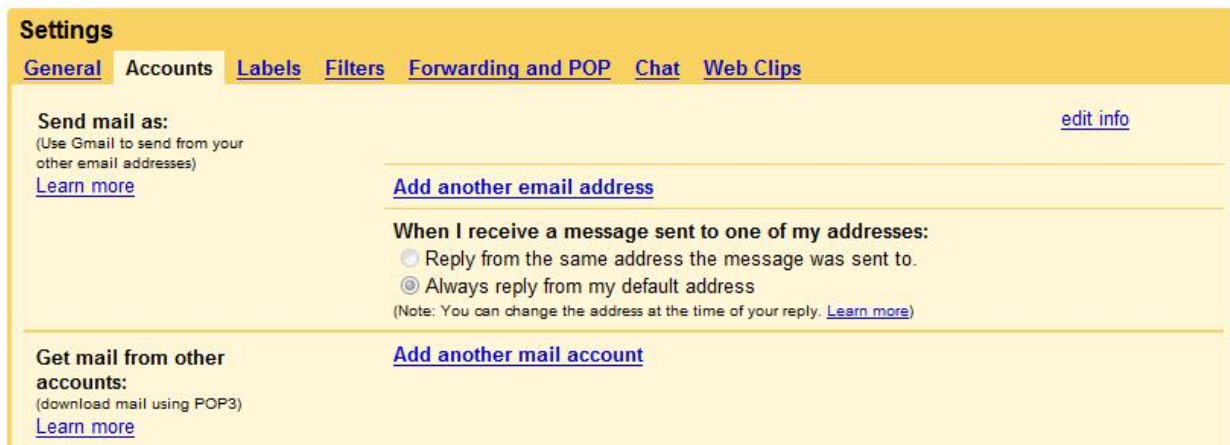 Settings
General Accounts Labels Filters Forwarding and POP Chat Web Clips
Send mail as:
(Use Gmail to send from your
other email addresses)
Learn more
edit info
Add another email address
When I receive a message sent to one of my addresses:
Reply from the same address the message was sent to.
Always reply from my default address
(Note: You can change the address at the time of your reply. Learn more)
Get mail from other
accounts:
(download mail using POP3)
Learn more
Add another mail account